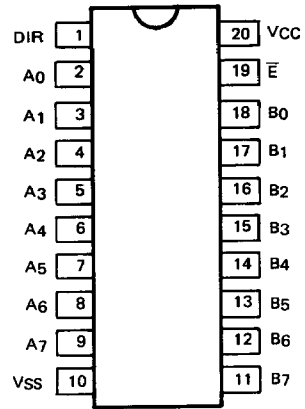 DIR 1 20 VCC
A0 2 19 E̅
A1 3 18 B0
A2 4 17 B1
A3 5 16 B2
A4 6 15 B3
A5 7 14 B4
A6 8 13 B5
A7 9 12 B6
VSS 10 11 B7